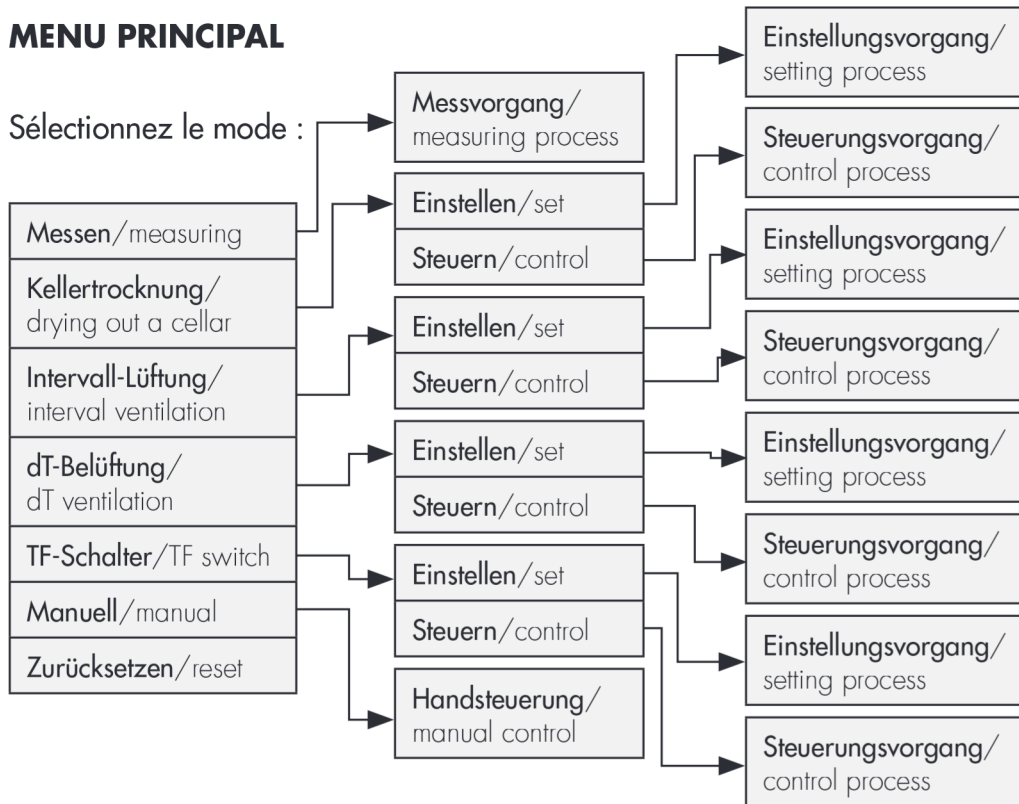 MENU PRINCIPAL
Sélectionnez le mode :
Messen/measuring
Kellertrocknung/
drying out a cellar
Intervall-Lüftung/
interval ventilation
dT-Belüftung/
dT ventilation
TF-Schalter/TF switch
Manuell/manual
Zurücksetzen/reset
Messvorgang/
measuring process
Einstellen/set
Steuern/control
Einstellen/set
Steuern/control
Einstellen/set
Steuern/control
Einstellen/set
Steuern/control
Handsteuerung/
manual control
Einstellungsvorgang/
setting process
Steuerungsvorgang/
control process
Einstellungsvorgang/
setting process
Steuerungsvorgang/
control process
Einstellungsvorgang/
setting process
Steuerungsvorgang/
control process
Einstellungsvorgang/
setting process
Steuerungsvorgang/
control process